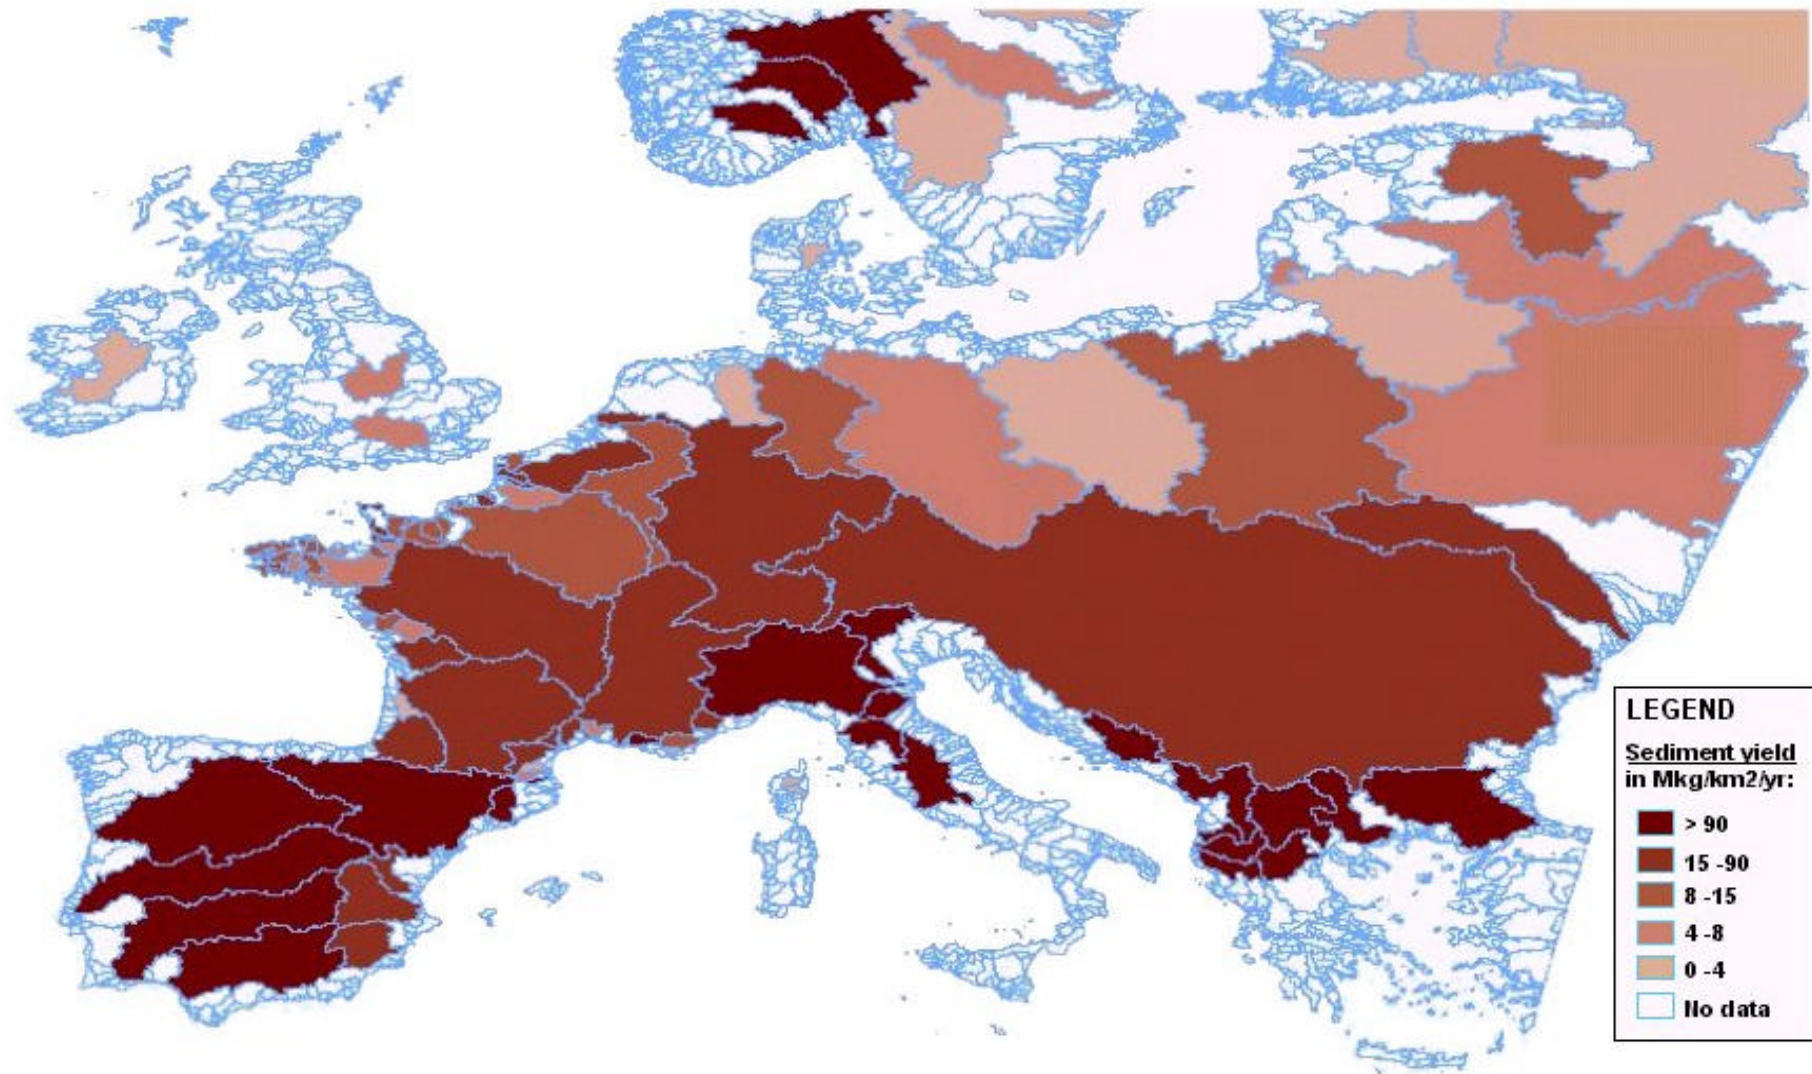 LEGEND
Sediment yield
in Mkg/km2/yr:
> 90
15 -90
8 -15
4 -8
0 -4
No data